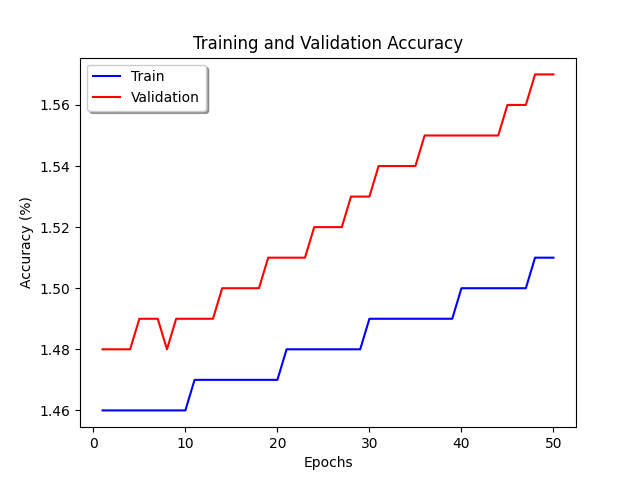 Training and Validation Accuracy
Train
Validation
1.56
1.54
1.52
1.50
1.48
1.46
Accuracy (%)
0 10 20 30 40 50
Epochs